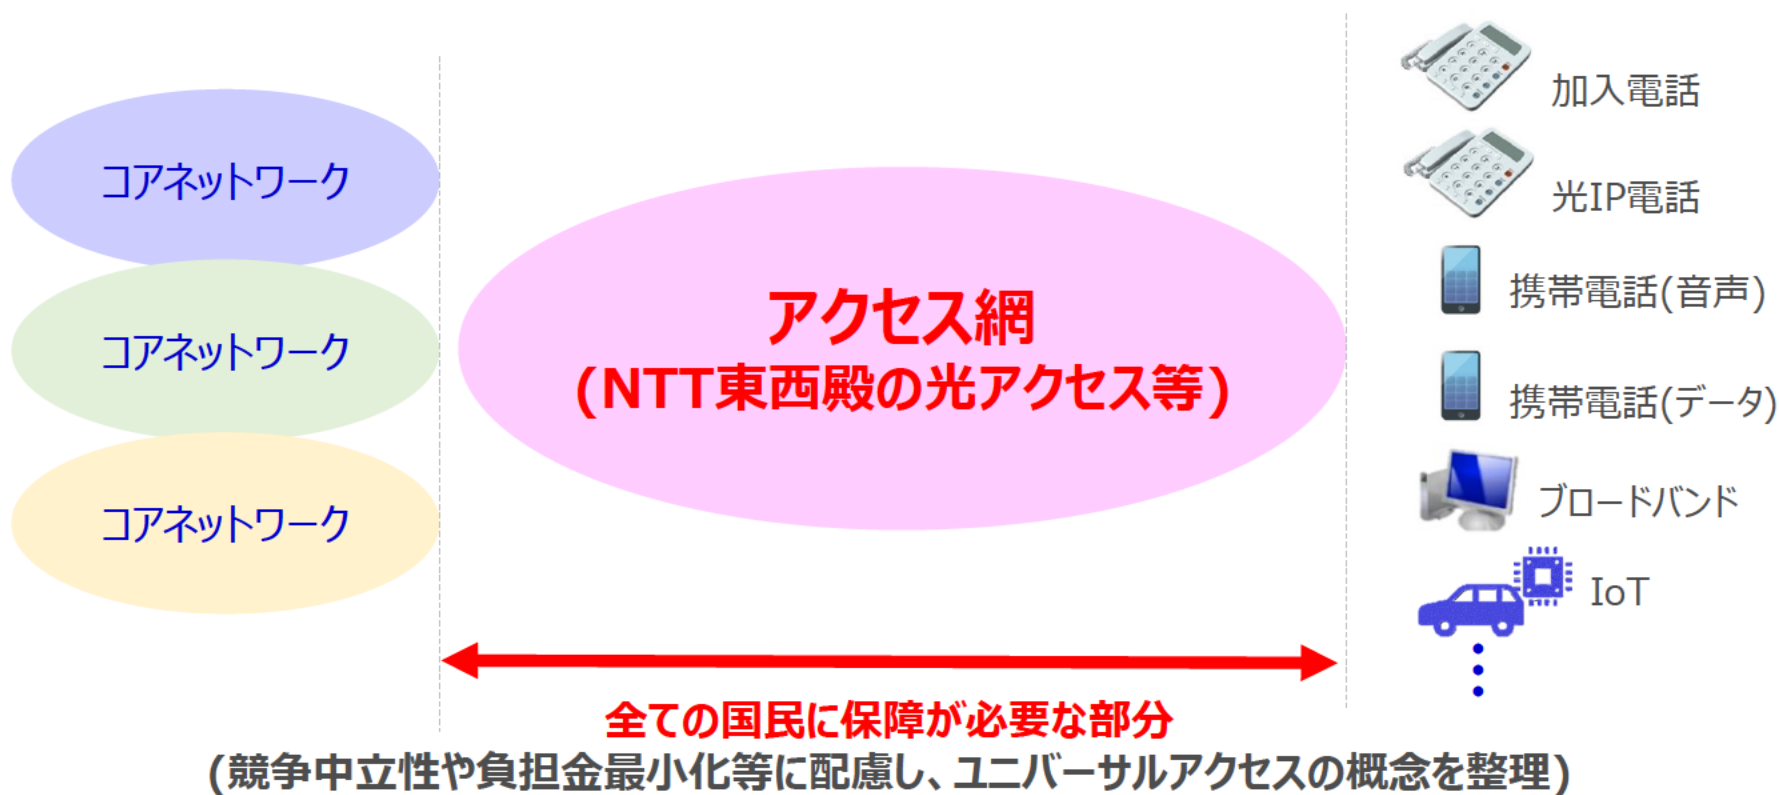 コアネットワーク
コアネットワーク
コアネットワーク
アクセス網
(NTT東西殿の光アクセス等)
加入電話
光IP電話
携帯電話(音声)
携帯電話(データ)
ブロードバンド
IoT
全ての国民に保障が必要な部分
(競争中立性や負担金最小化等に配慮し、ユニバーサルアクセスの概念を整理)